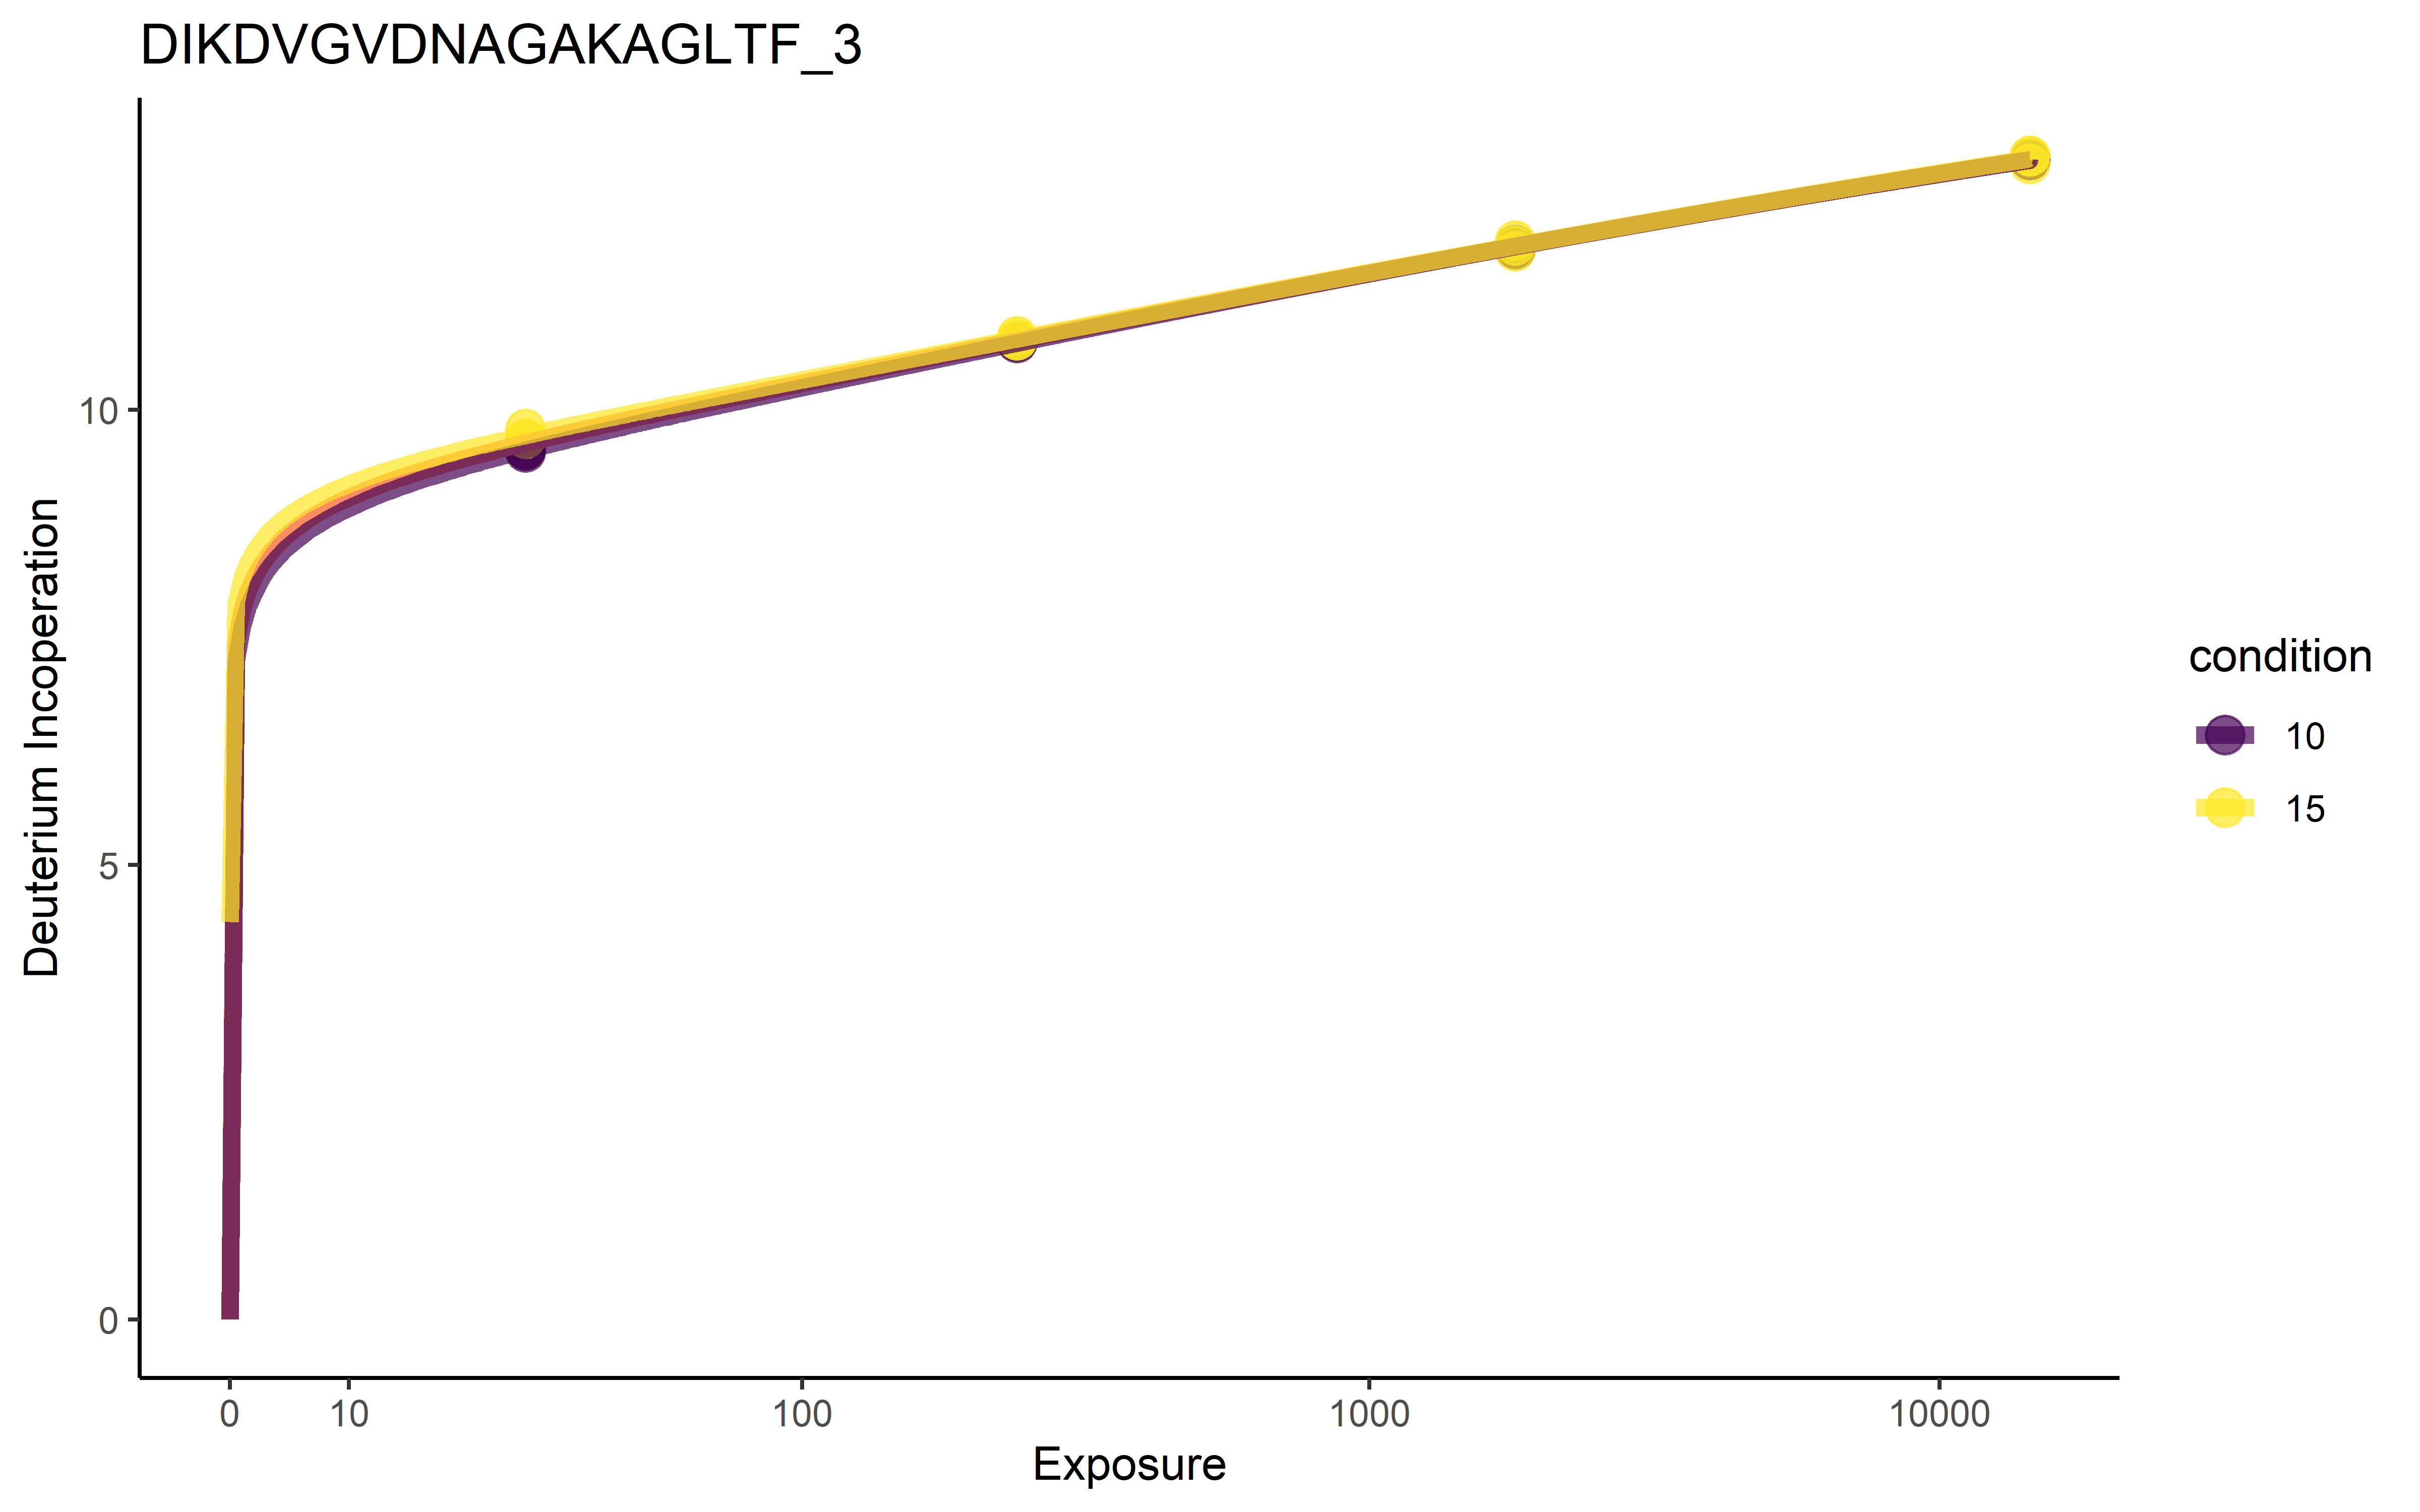 DIKDVGVDNAGAKAGLTF_3
Deuterium Incoperation
10
5
0
0 10 100 1000 10000
Exposure
condition
10
15